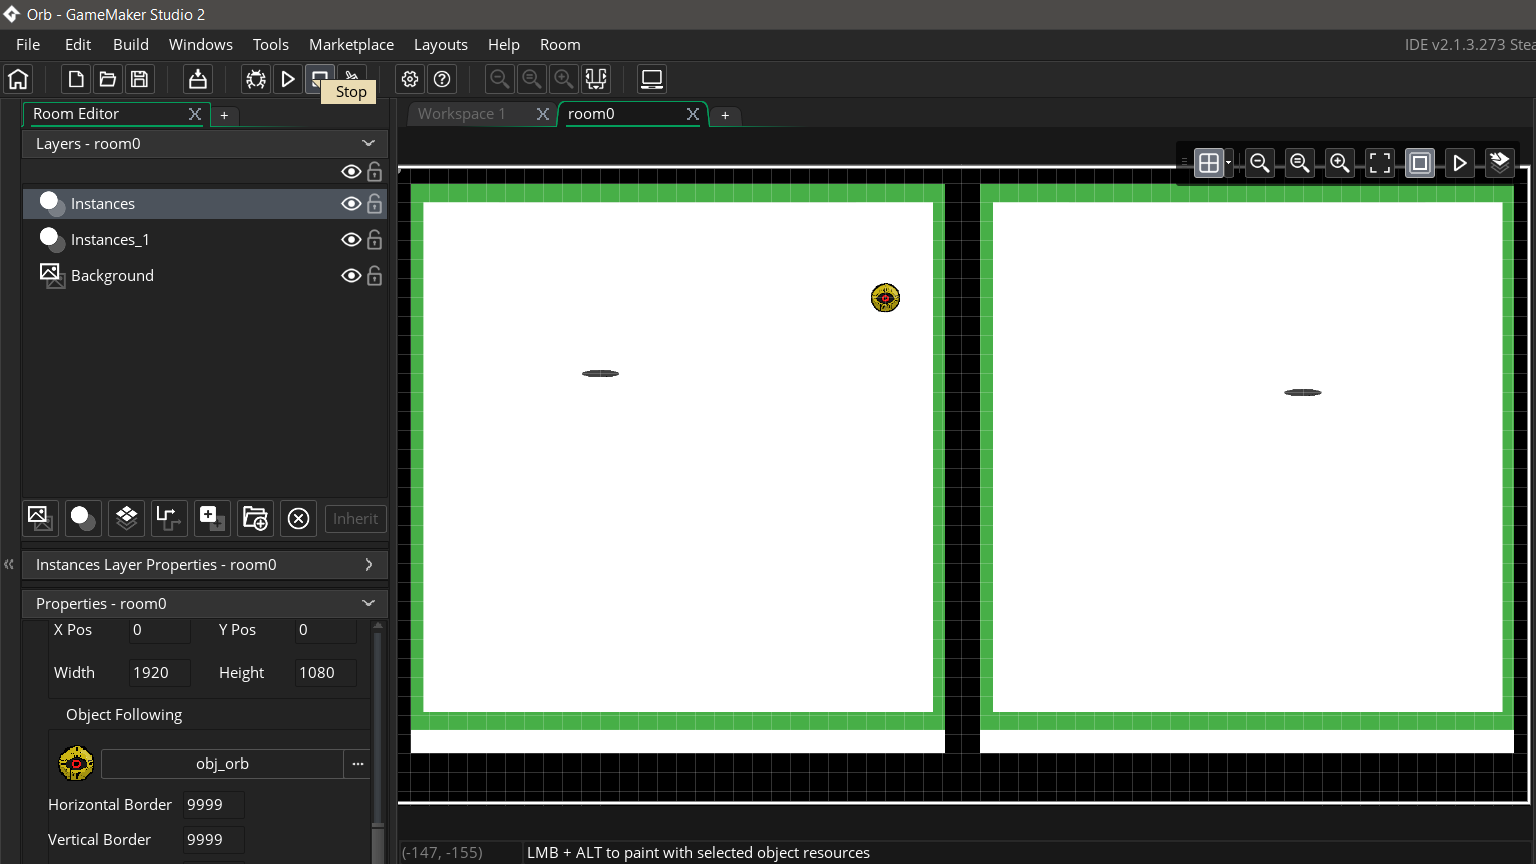 Orb - GameMaker Studio 2
File Edit Build Windows Tools Marketplace Layouts Help Room
IDE v2.1.3.273 Stea
Stop
Room Editor
Workspace 1
room0
Layers - room0
Instances
Instances_1
Background
Inherit
Instances Layer Properties - room0
Properties - room0
X Pos 0 Y Pos 0
Width 1920 Height 1080
Object Following
obj_orb
Horizontal Border 9999
Vertical Border 9999
(-147, -155) LMB + ALT to paint with selected object resources